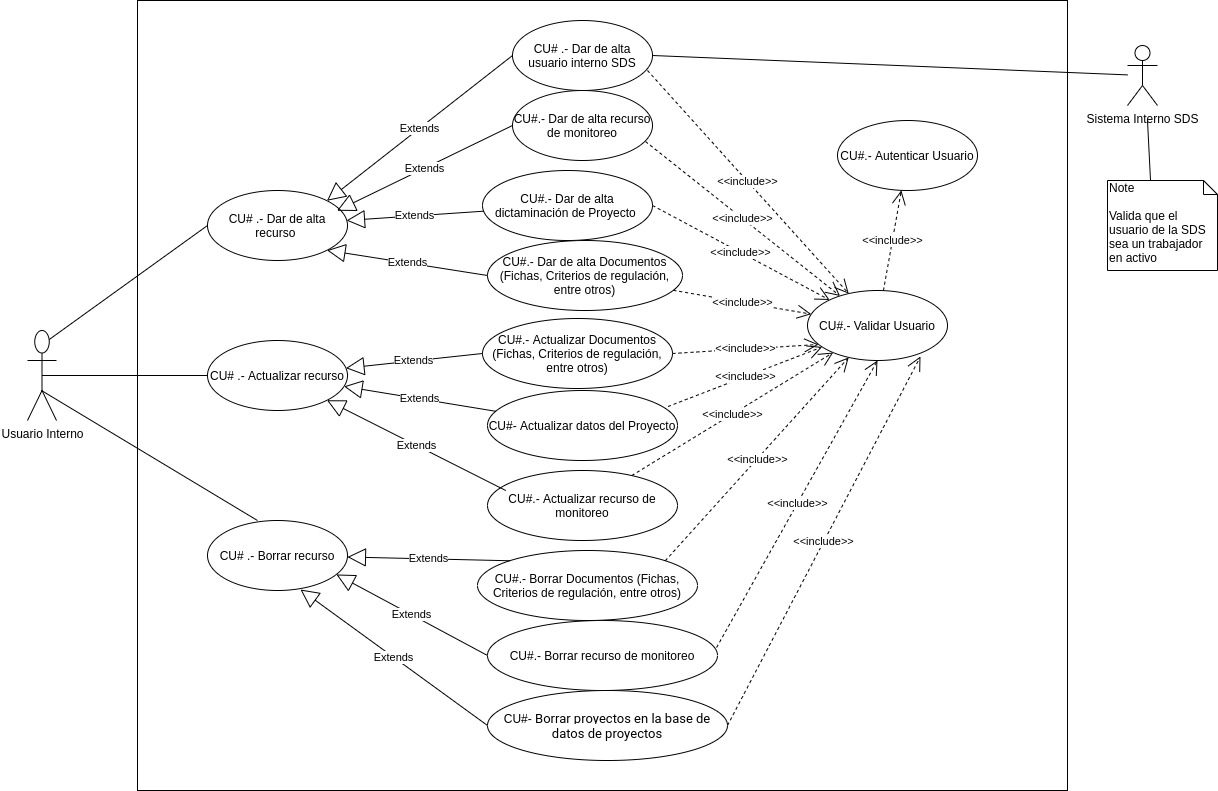 CU# .- Dar de alta
usuario interno SDS
Extends
CU#.- Dar de alta recurso
de monitoreo
Extends
CU#.- Dar de alta
dictaminación de Proyecto
Extends
CU# .- Dar de alta
recurso
CU#.- Dar de alta Documentos
(Fichas, Criterios de regulación,
entre otros)
Extends
<<include>>
<<include>>
<<include>>
<<include>>
CU#.- Autenticar Usuario
<<include>>
CU#.- Validar Usuario
Sistema Interno SDS
Note
Valida que el
usuario de la SDS
sea un trabajador
en activo
Usuario Interno
CU# .- Actualizar recurso
Extends
CU#.- Actualizar Documentos
(Fichas, Criterios de regulación,
entre otros)
<<include>>
Extends
CU#- Actualizar datos del Proyecto
<<include>>
Extends
CU#.- Actualizar recurso de
monitoreo
<<include>>
CU# .- Borrar recurso
Extends
CU#.- Borrar Documentos (Fichas,
Criterios de regulación, entre otros)
<<include>>
Extends
CU#.- Borrar recurso de monitoreo
<<include>>
Extends
CU#- Borrar proyectos en la base de
datos de proyectos
<<include>>